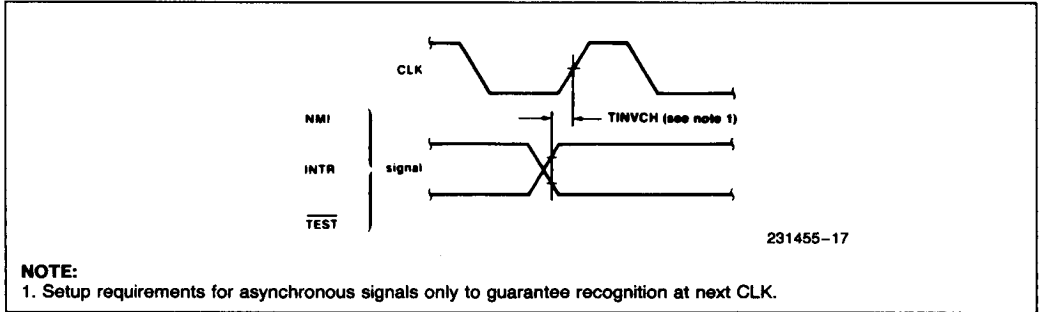 CLK
NMI
TINVCH (see note 1)
INTR
signal
TEST
231455-17
NOTE:
1. Setup requirements for asynchronous signals only to guarantee recognition at next CLK.